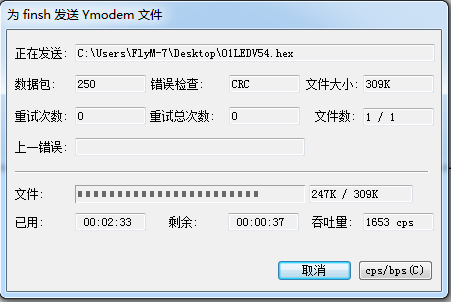 为 finsh 发送 Ymodem 文件
正在发送: C:\Users\FlyM-7\Desktop\01LEDV54.hex
数据包: 250 错误检查: CRC 文件大小: 309K
重试次数: 0 重试总次数: 0 文件数: 1 / 1
上一错误:
文件: 247K / 309K
已用: 00:02:33 剩余: 00:00:37 吞吐量: 1653 cps
取消 cps/bps(C)